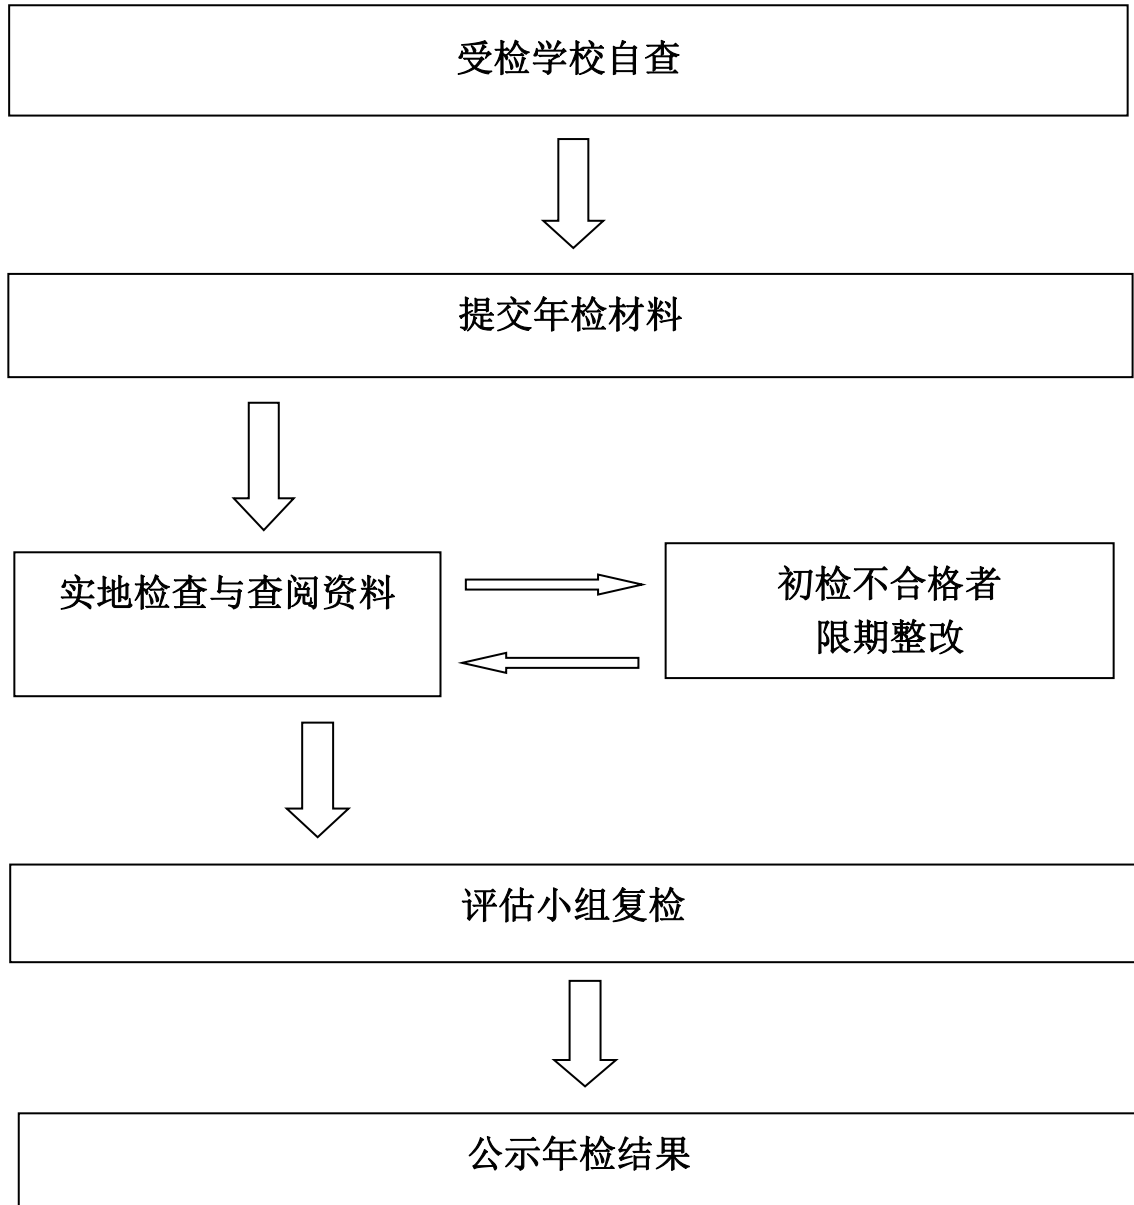 受检学校自查
提交年检材料
实地检查与查阅资料
初检不合格者
限期整改
评估小组复检
公示年检结果